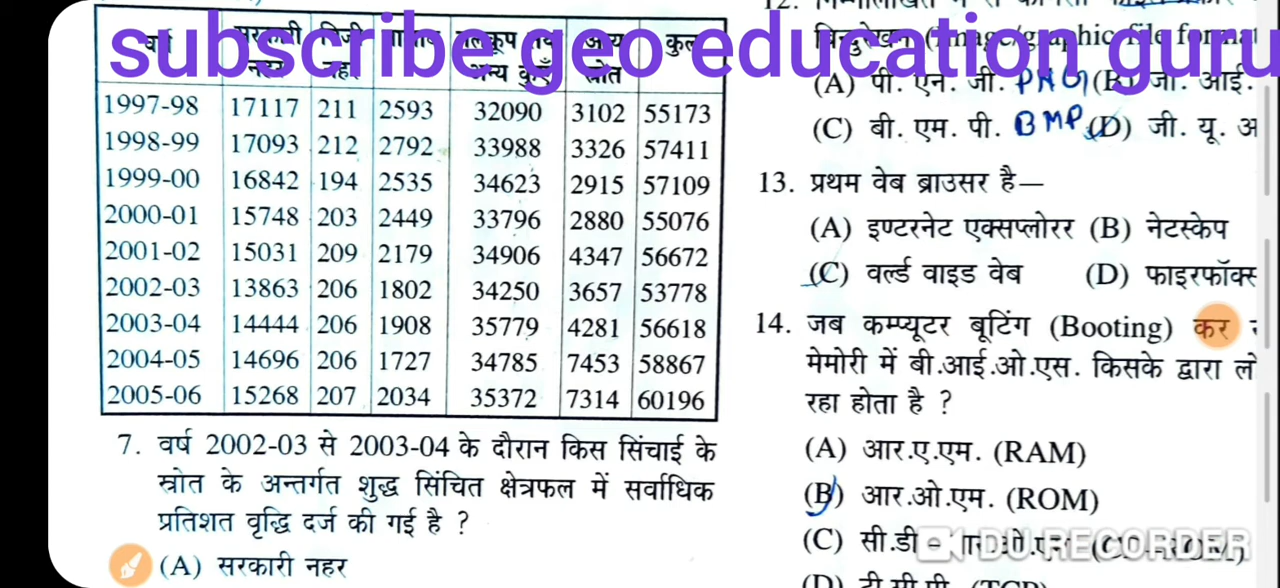 subscribe geo education guru
1997-98 17117 211 2593 32090 3102 55173
1998-99 17093 212 2792 33988 3326 57411
1999-00 16842 194 2535 34623 2915 57109
2000-01 15748 203 2449 33796 2880 55076
2001-02 15031 209 2179 34906 4347 56672
2002-03 13863 206 1802 34250 3657 53778
2003-04 14444 206 1908 35779 4281 56618
2004-05 14696 206 1727 34785 7453 58867
2005-06 15268 207 2034 35372 7314 60196
7. वर्ष 2002-03 से 2003-04 के दौरान किस सिंचाई के
स्रोत के अन्तर्गत शुद्ध सिंचित क्षेत्रफल में सर्वाधिक
प्रतिशत वृद्धि दर्ज की गई है ?
(A) सरकारी नहर
(A) पी. एन. जी. PNG (B) जी. आई.
(C) बी. एम. पी. BMP (D) जी. यू.
13. प्रथम वेब ब्राउसर है—
(A) इण्टरनेट एक्सप्लोरर (B) नेटस्केप
(C) वर्ल्ड वाइड वेब (D) फाइरफॉक्स
14. जब कम्प्यूटर बूटिंग (Booting) कर
मेमोरी में बी.आई.ओ.एस. किसके द्वारा लो
रहा होता है ?
(A) आर.ए.एम. (RAM)
(B) आर.ओ.एम. (ROM)
(C) सी.डी - (CD-ROM)
DU RECORDER